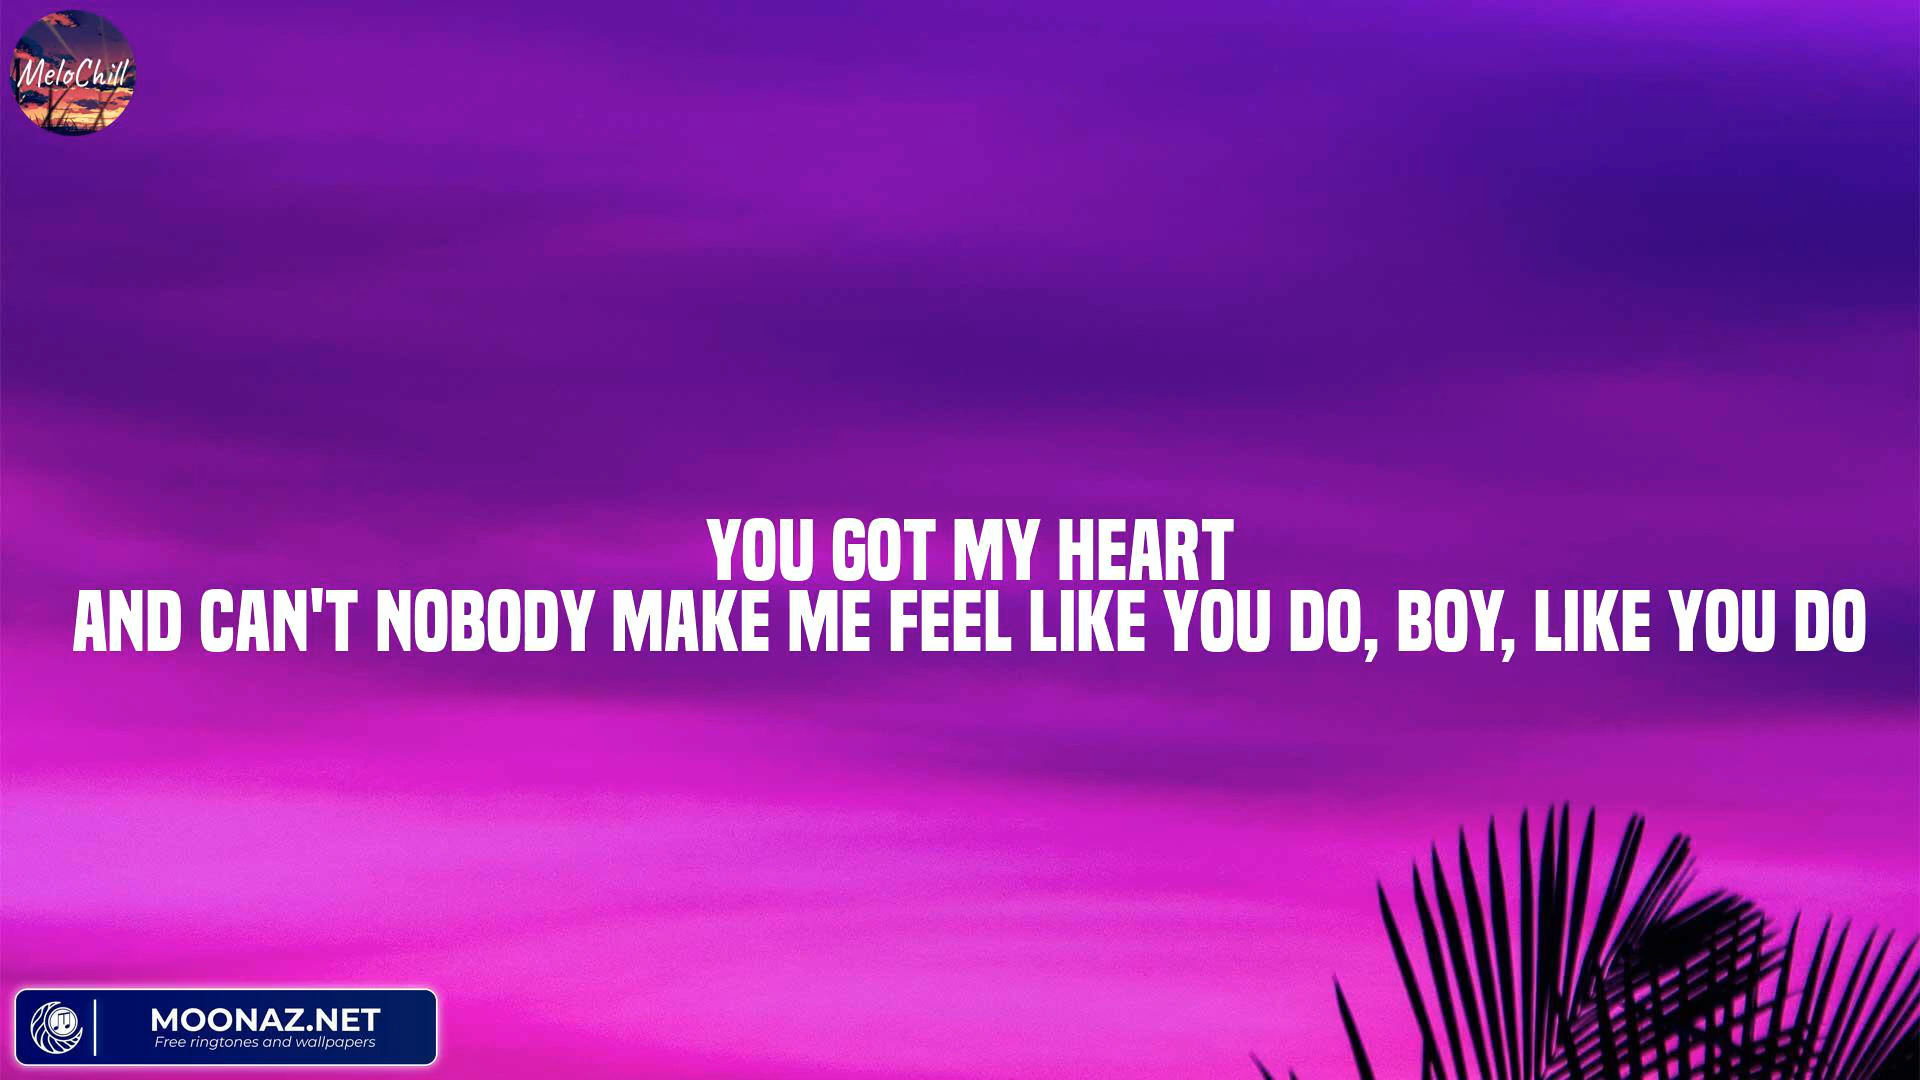 MeloChill
YOU GOT MY HEART
AND CAN'T NOBODY MAKE ME FEEL LIKE YOU DO, BOY, LIKE YOU DO
MOONAZ.NET
Free ringtones and wallpapers